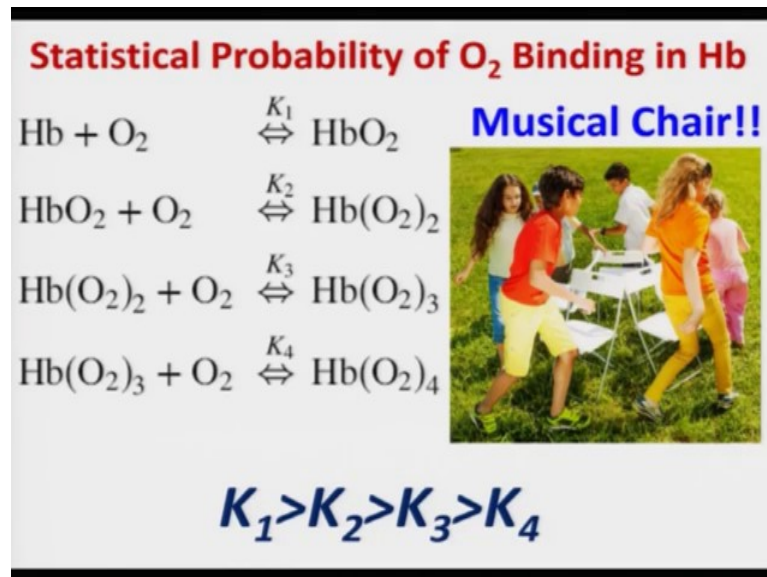 Statistical Probability of O₂ Binding in Hb
Musical Chair!!
Hb + O₂ ⇔ HbO₂ K₁
HbO₂ + O₂ ⇔ Hb(O₂)₂ K₂
Hb(O₂)₂ + O₂ ⇔ Hb(O₂)₃ K₃
Hb(O₂)₃ + O₂ ⇔ Hb(O₂)₄ K₄
K₁>K₂>K₃>K₄